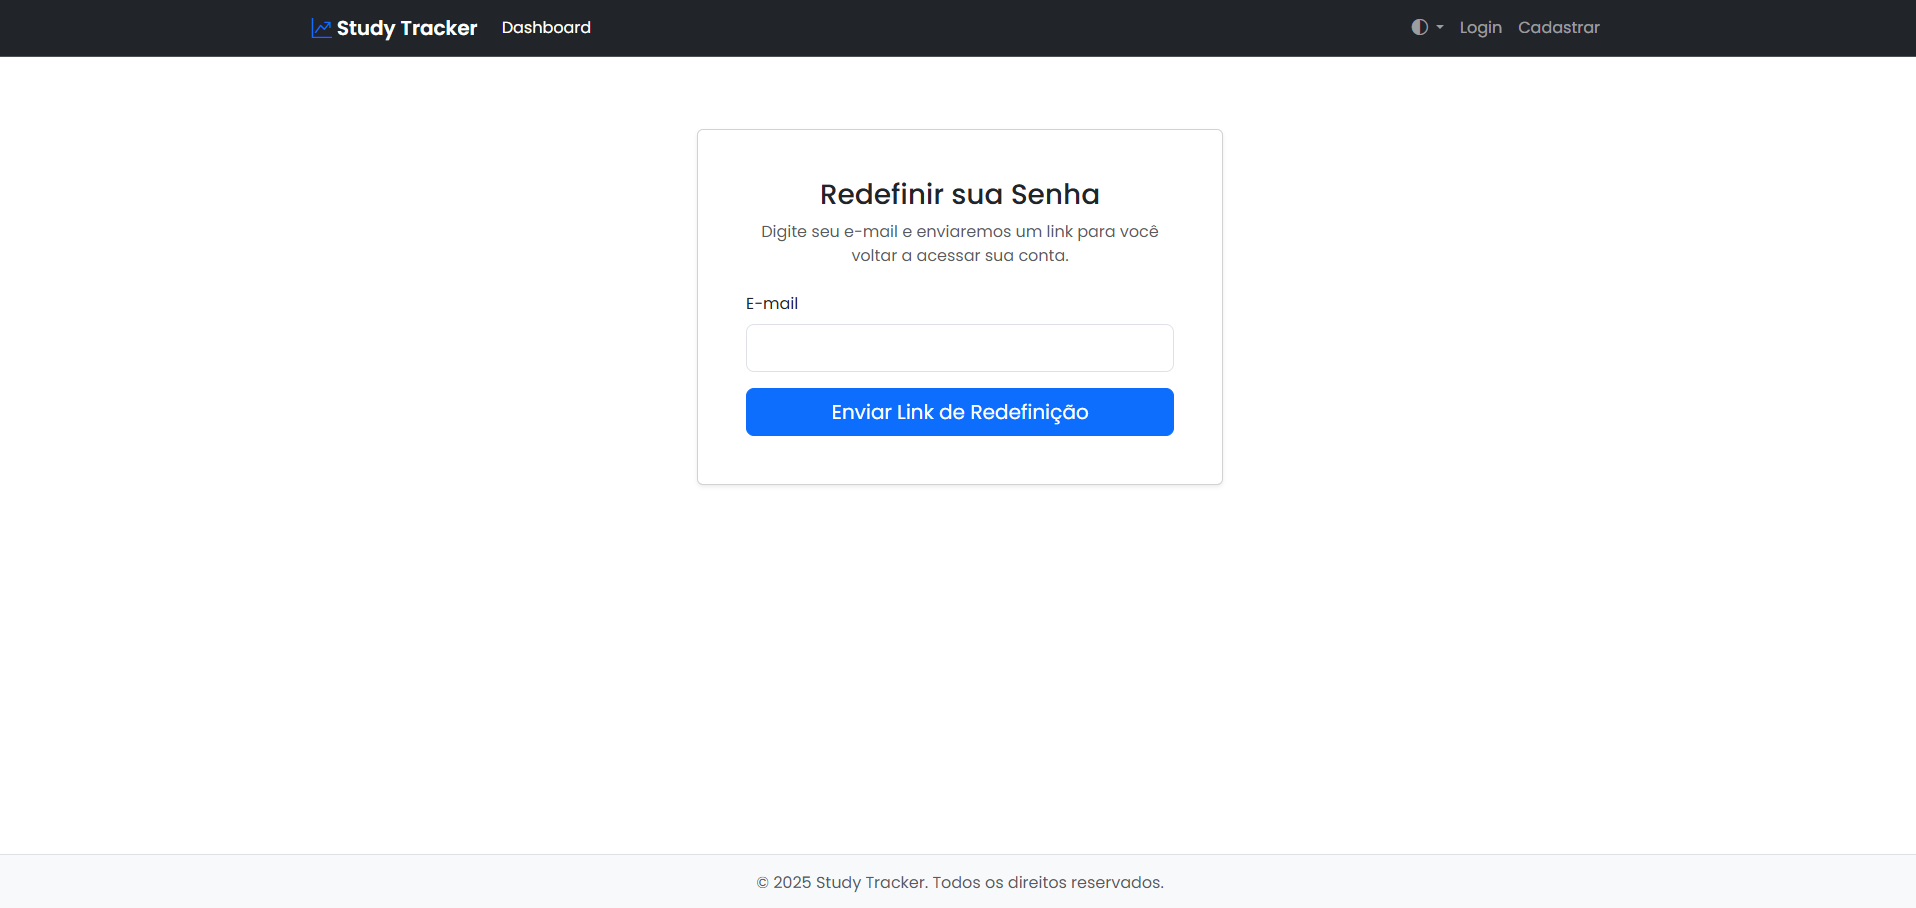 Study Tracker
Dashboard
Login
Cadastrar
Redefinir sua Senha
Digite seu e-mail e enviaremos um link para você
voltar a acessar sua conta.
E-mail
Enviar Link de Redefinição
© 2025 Study Tracker. Todos os direitos reservados.